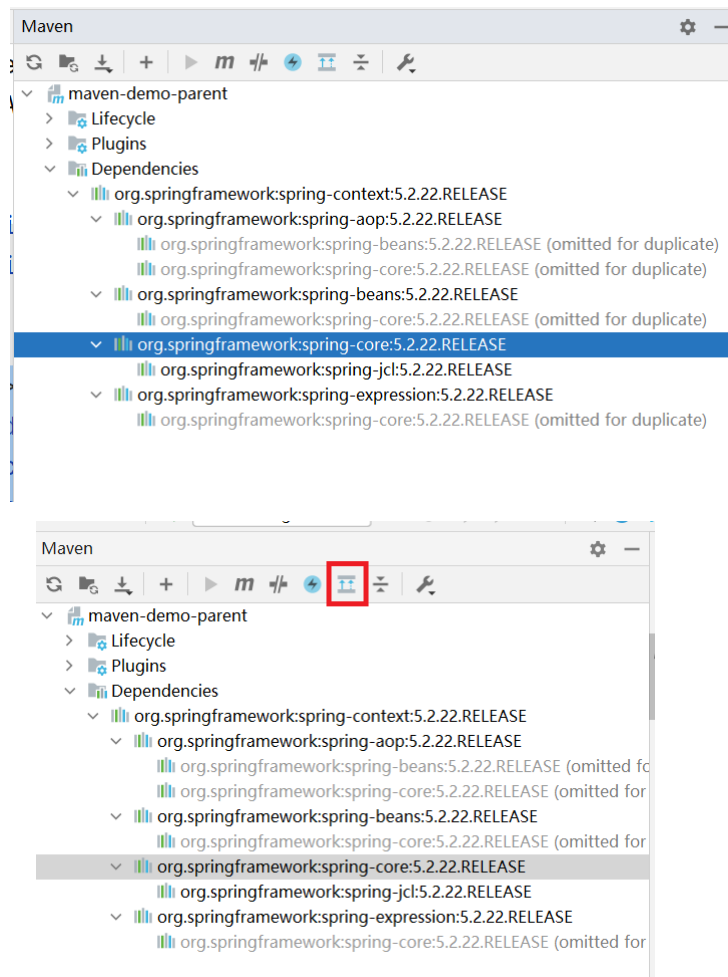 Maven
maven-demo-parent
Lifecycle
Plugins
Dependencies
org.springframework:spring-context:5.2.22.RELEASE
org.springframework:spring-aop:5.2.22.RELEASE
org.springframework:spring-beans:5.2.22.RELEASE (omitted for duplicate)
org.springframework:spring-core:5.2.22.RELEASE (omitted for duplicate)
org.springframework:spring-beans:5.2.22.RELEASE
org.springframework:spring-core:5.2.22.RELEASE (omitted for duplicate)
org.springframework:spring-core:5.2.22.RELEASE
org.springframework:spring-jcl:5.2.22.RELEASE
org.springframework:spring-expression:5.2.22.RELEASE
org.springframework:spring-core:5.2.22.RELEASE (omitted for duplicate)
Maven
maven-demo-parent
Lifecycle
Plugins
Dependencies
org.springframework:spring-context:5.2.22.RELEASE
org.springframework:spring-aop:5.2.22.RELEASE
org.springframework:spring-beans:5.2.22.RELEASE (omitted fo
org.springframework:spring-core:5.2.22.RELEASE (omitted for
org.springframework:spring-beans:5.2.22.RELEASE
org.springframework:spring-core:5.2.22.RELEASE (omitted for
org.springframework:spring-core:5.2.22.RELEASE
org.springframework:spring-jcl:5.2.22.RELEASE
org.springframework:spring-expression:5.2.22.RELEASE
org.springframework:spring-core:5.2.22.RELEASE (omitted for